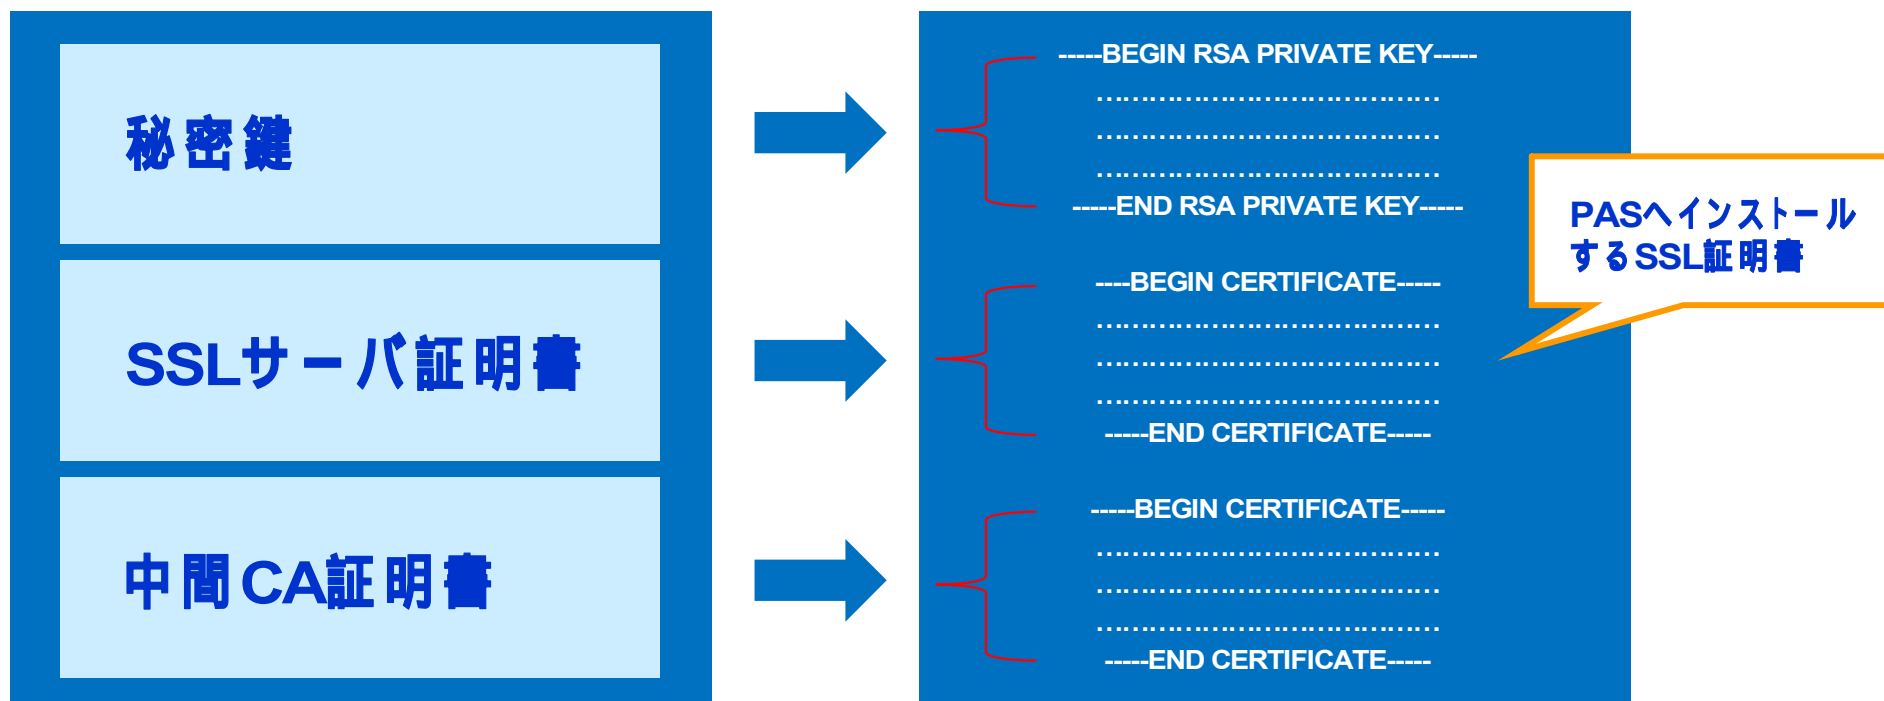 秘密鍵
SSLサーバ証明書
中間CA証明書
-----BEGIN RSA PRIVATE KEY-----
…………………………………
…………………………………
…………………………………
-----END RSA PRIVATE KEY-----
----BEGIN CERTIFICATE-----
…………………………………
…………………………………
…………………………………
-----END CERTIFICATE-----
-----BEGIN CERTIFICATE-----
…………………………………
…………………………………
…………………………………
-----END CERTIFICATE-----
PASへインストール
するSSL証明書